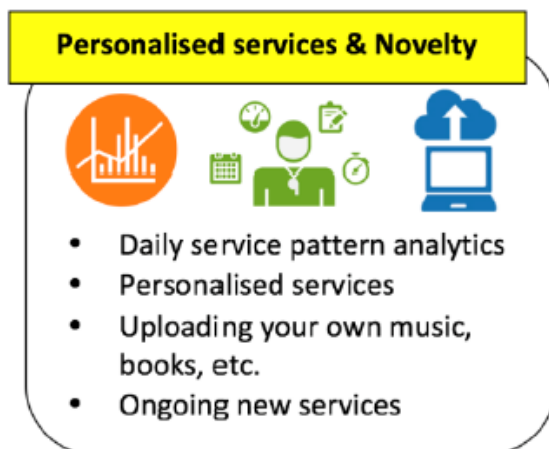 Personalised services & Novelty
• Daily service pattern analytics
• Personalised services
• Uploading your own music,
books, etc.
• Ongoing new services